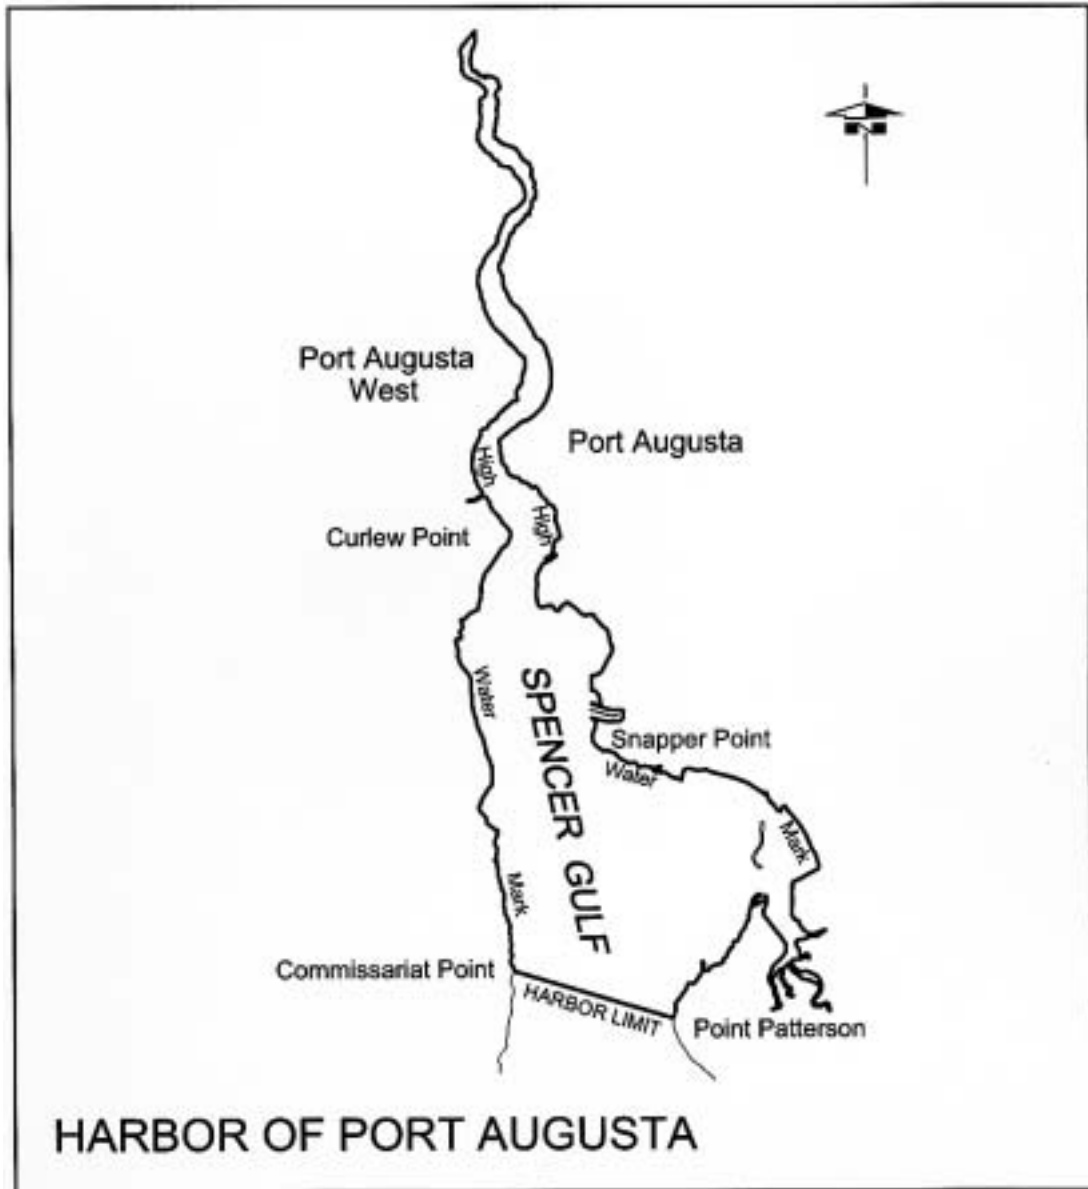 Port Augusta
West
Port Augusta
High
High
Curlew Point
Water
SPENCER GULF
Snapper Point
Water
Mark
Mark
Commissariat Point
HARBOR LIMIT
Point Patterson
HARBOR OF PORT AUGUSTA